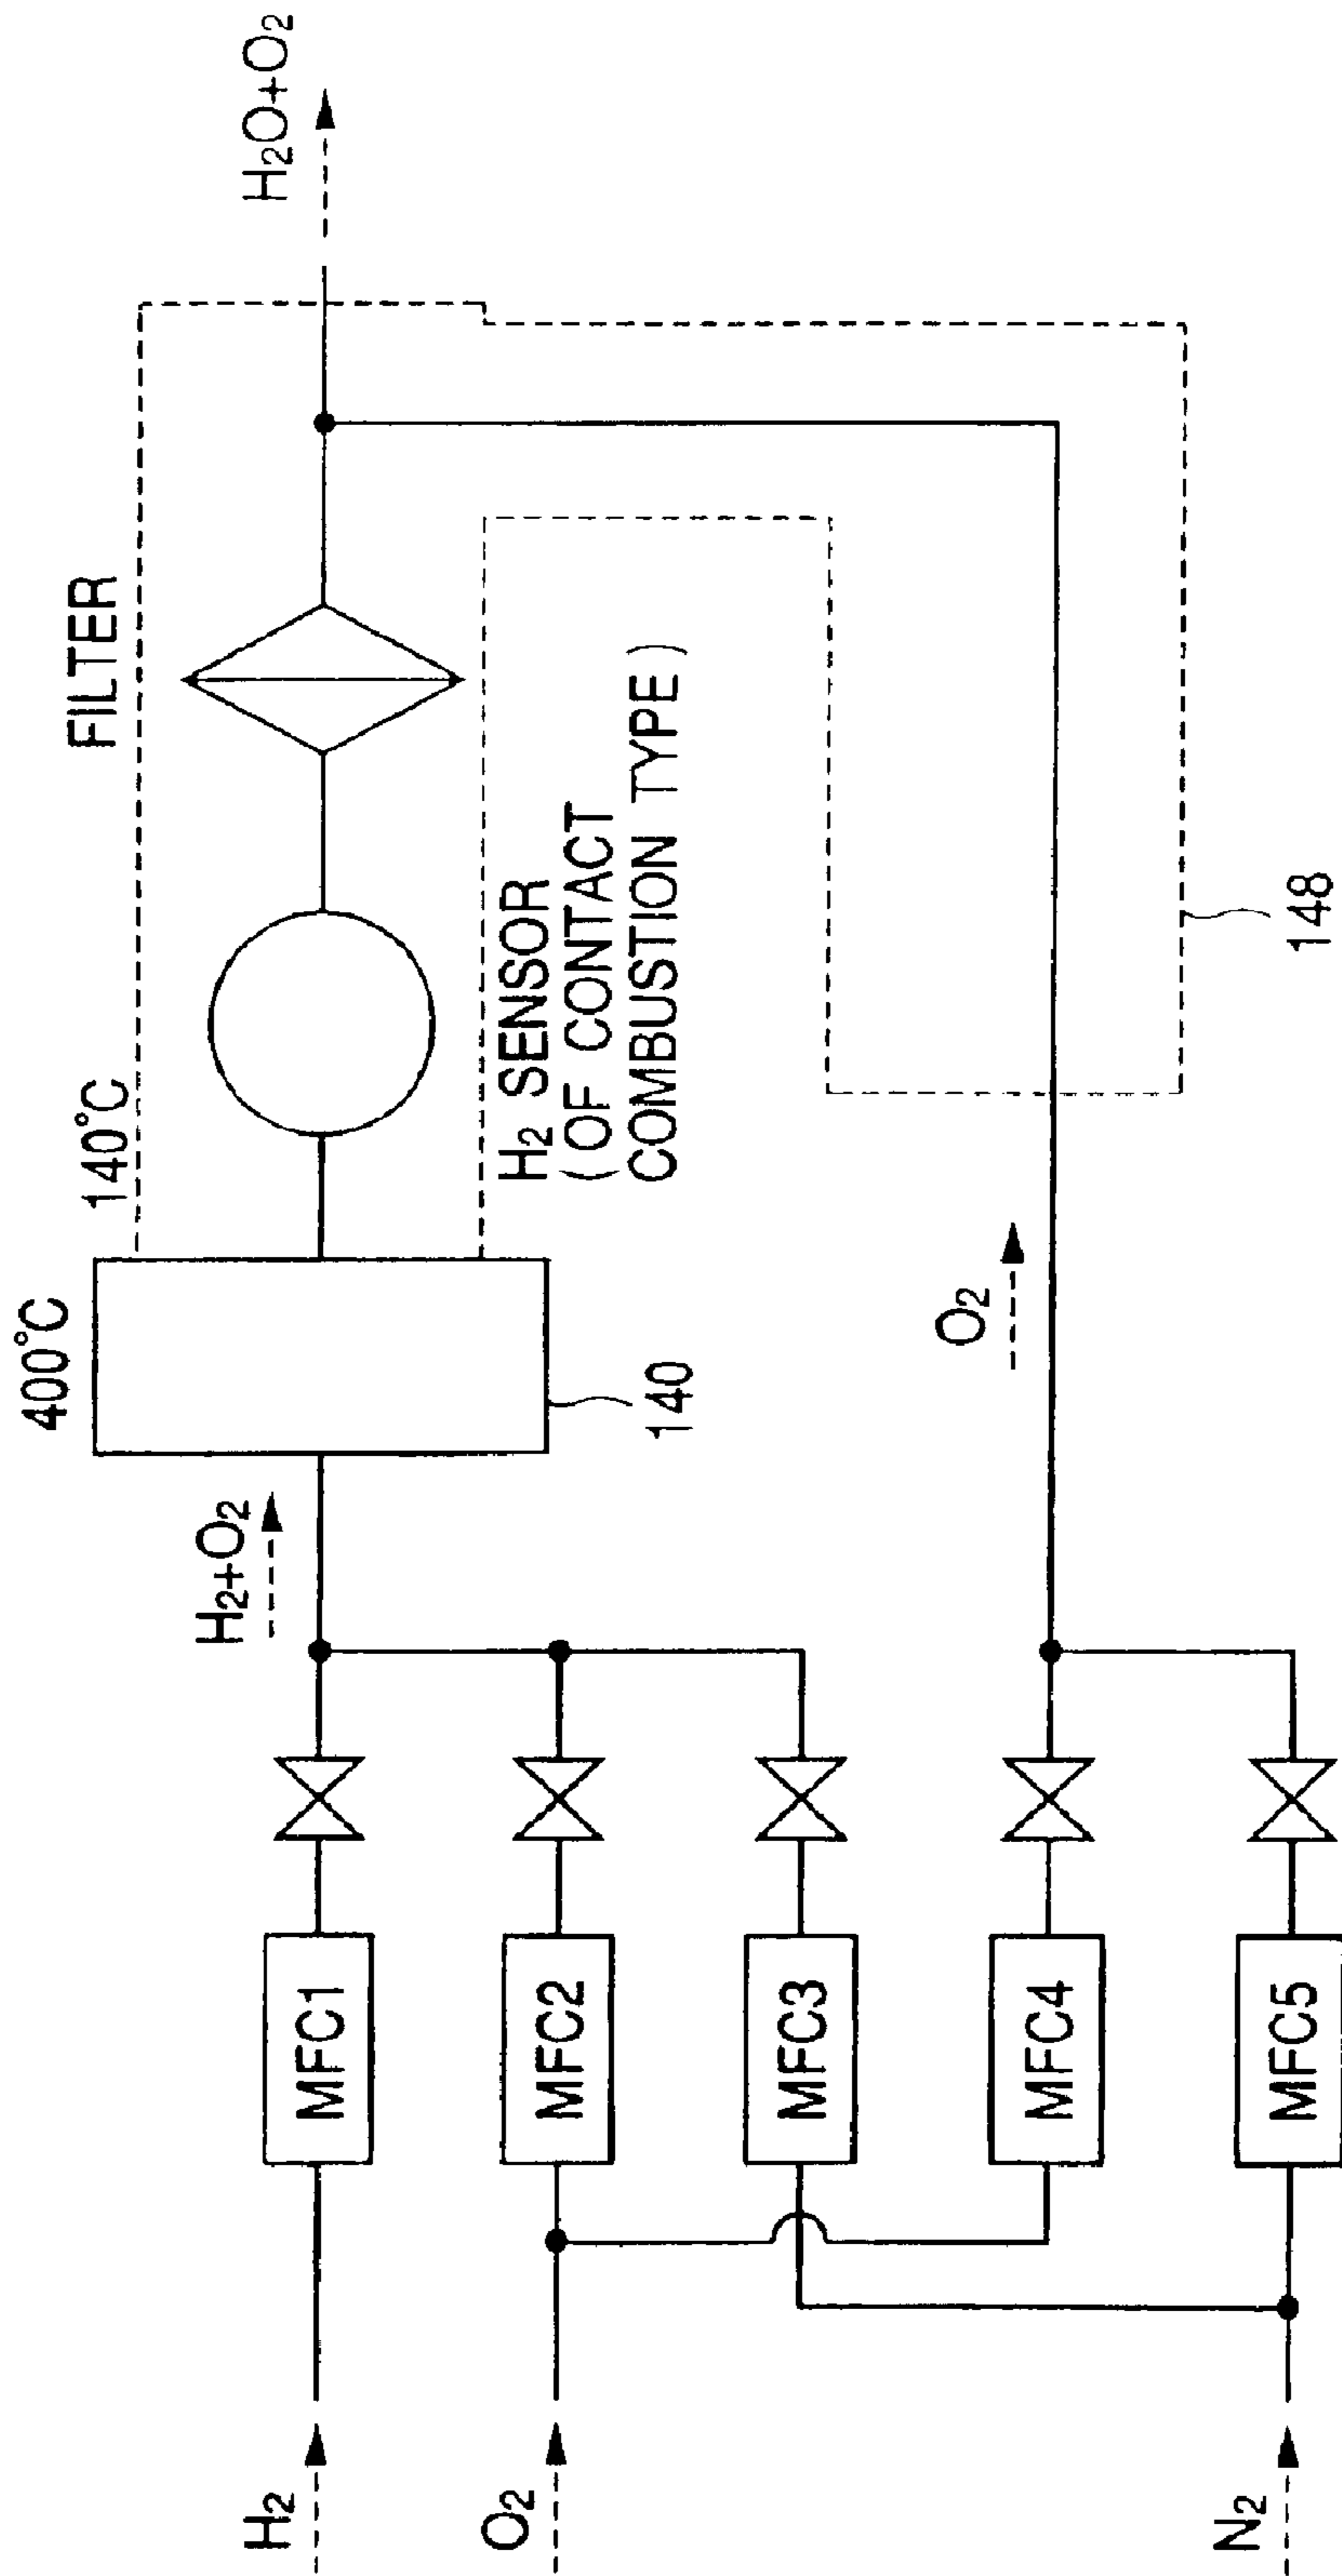 H₂O+O₂
FILTER
140°C
H₂ SENSOR
(OF CONTACT
COMBUSTION TYPE)
400°C
140
148
H₂+O₂
O₂
MFC1
MFC2
MFC3
MFC4
MFC5
H₂
O₂
N₂